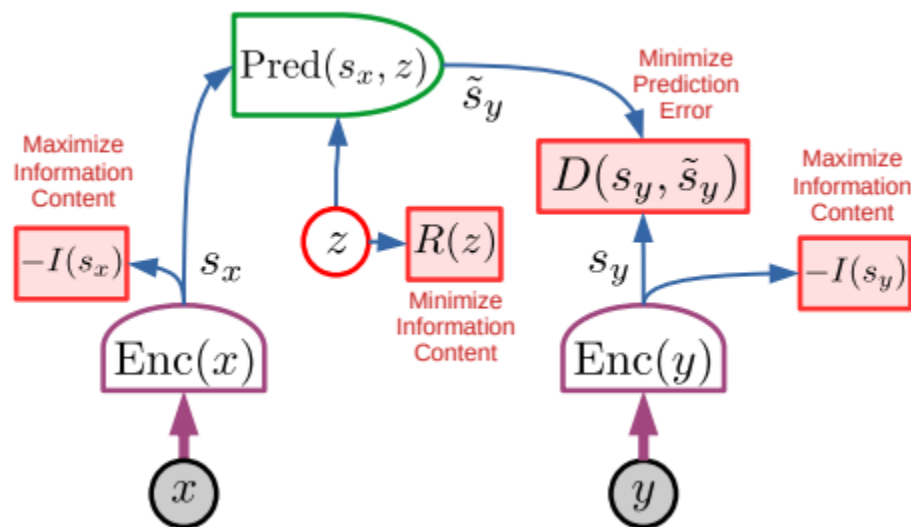 Pred(s_x, z)
s̃_y
Minimize
Prediction
Error
Maximize
Information
Content
D(s_y, s̃_y)
Maximize
Information
Content
-I(s_x)
s_x
z
R(z)
s_y
-I(s_y)
Minimize
Information
Content
Enc(x)
Enc(y)
x
y